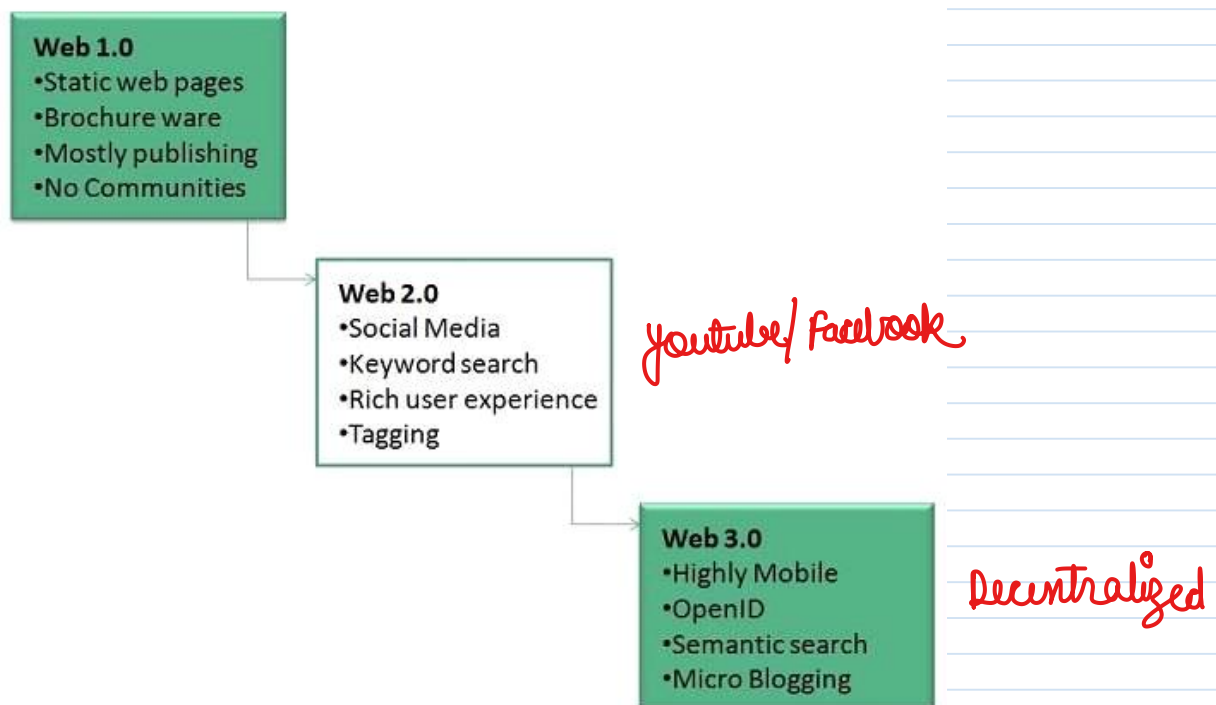 Web 1.0
•Static web pages
•Brochure ware
•Mostly publishing
•No Communities
Web 2.0
•Social Media
•Keyword search
•Rich user experience
•Tagging
Youtube/Facebook
Web 3.0
•Highly Mobile
•OpenID
•Semantic search
•Micro Blogging
Decentralized